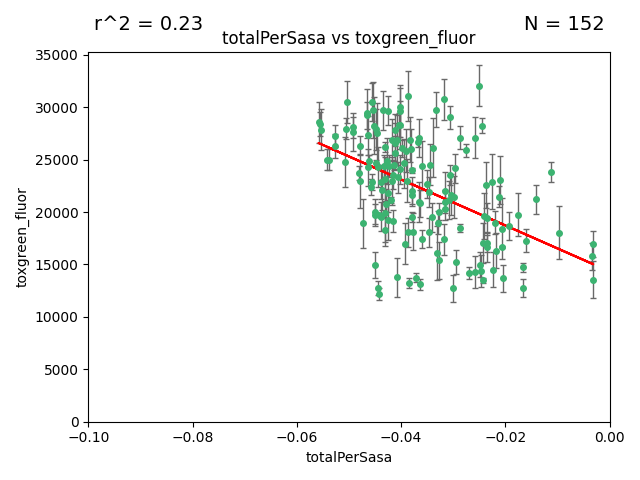 r^2 = 0.23
N = 152
totalPerSasa vs toxgreen_fluor
35000
30000
25000
20000
15000
10000
5000
0
toxgreen_fluor
−0.10
−0.08
−0.06
−0.04
−0.02
0.00
totalPerSasa